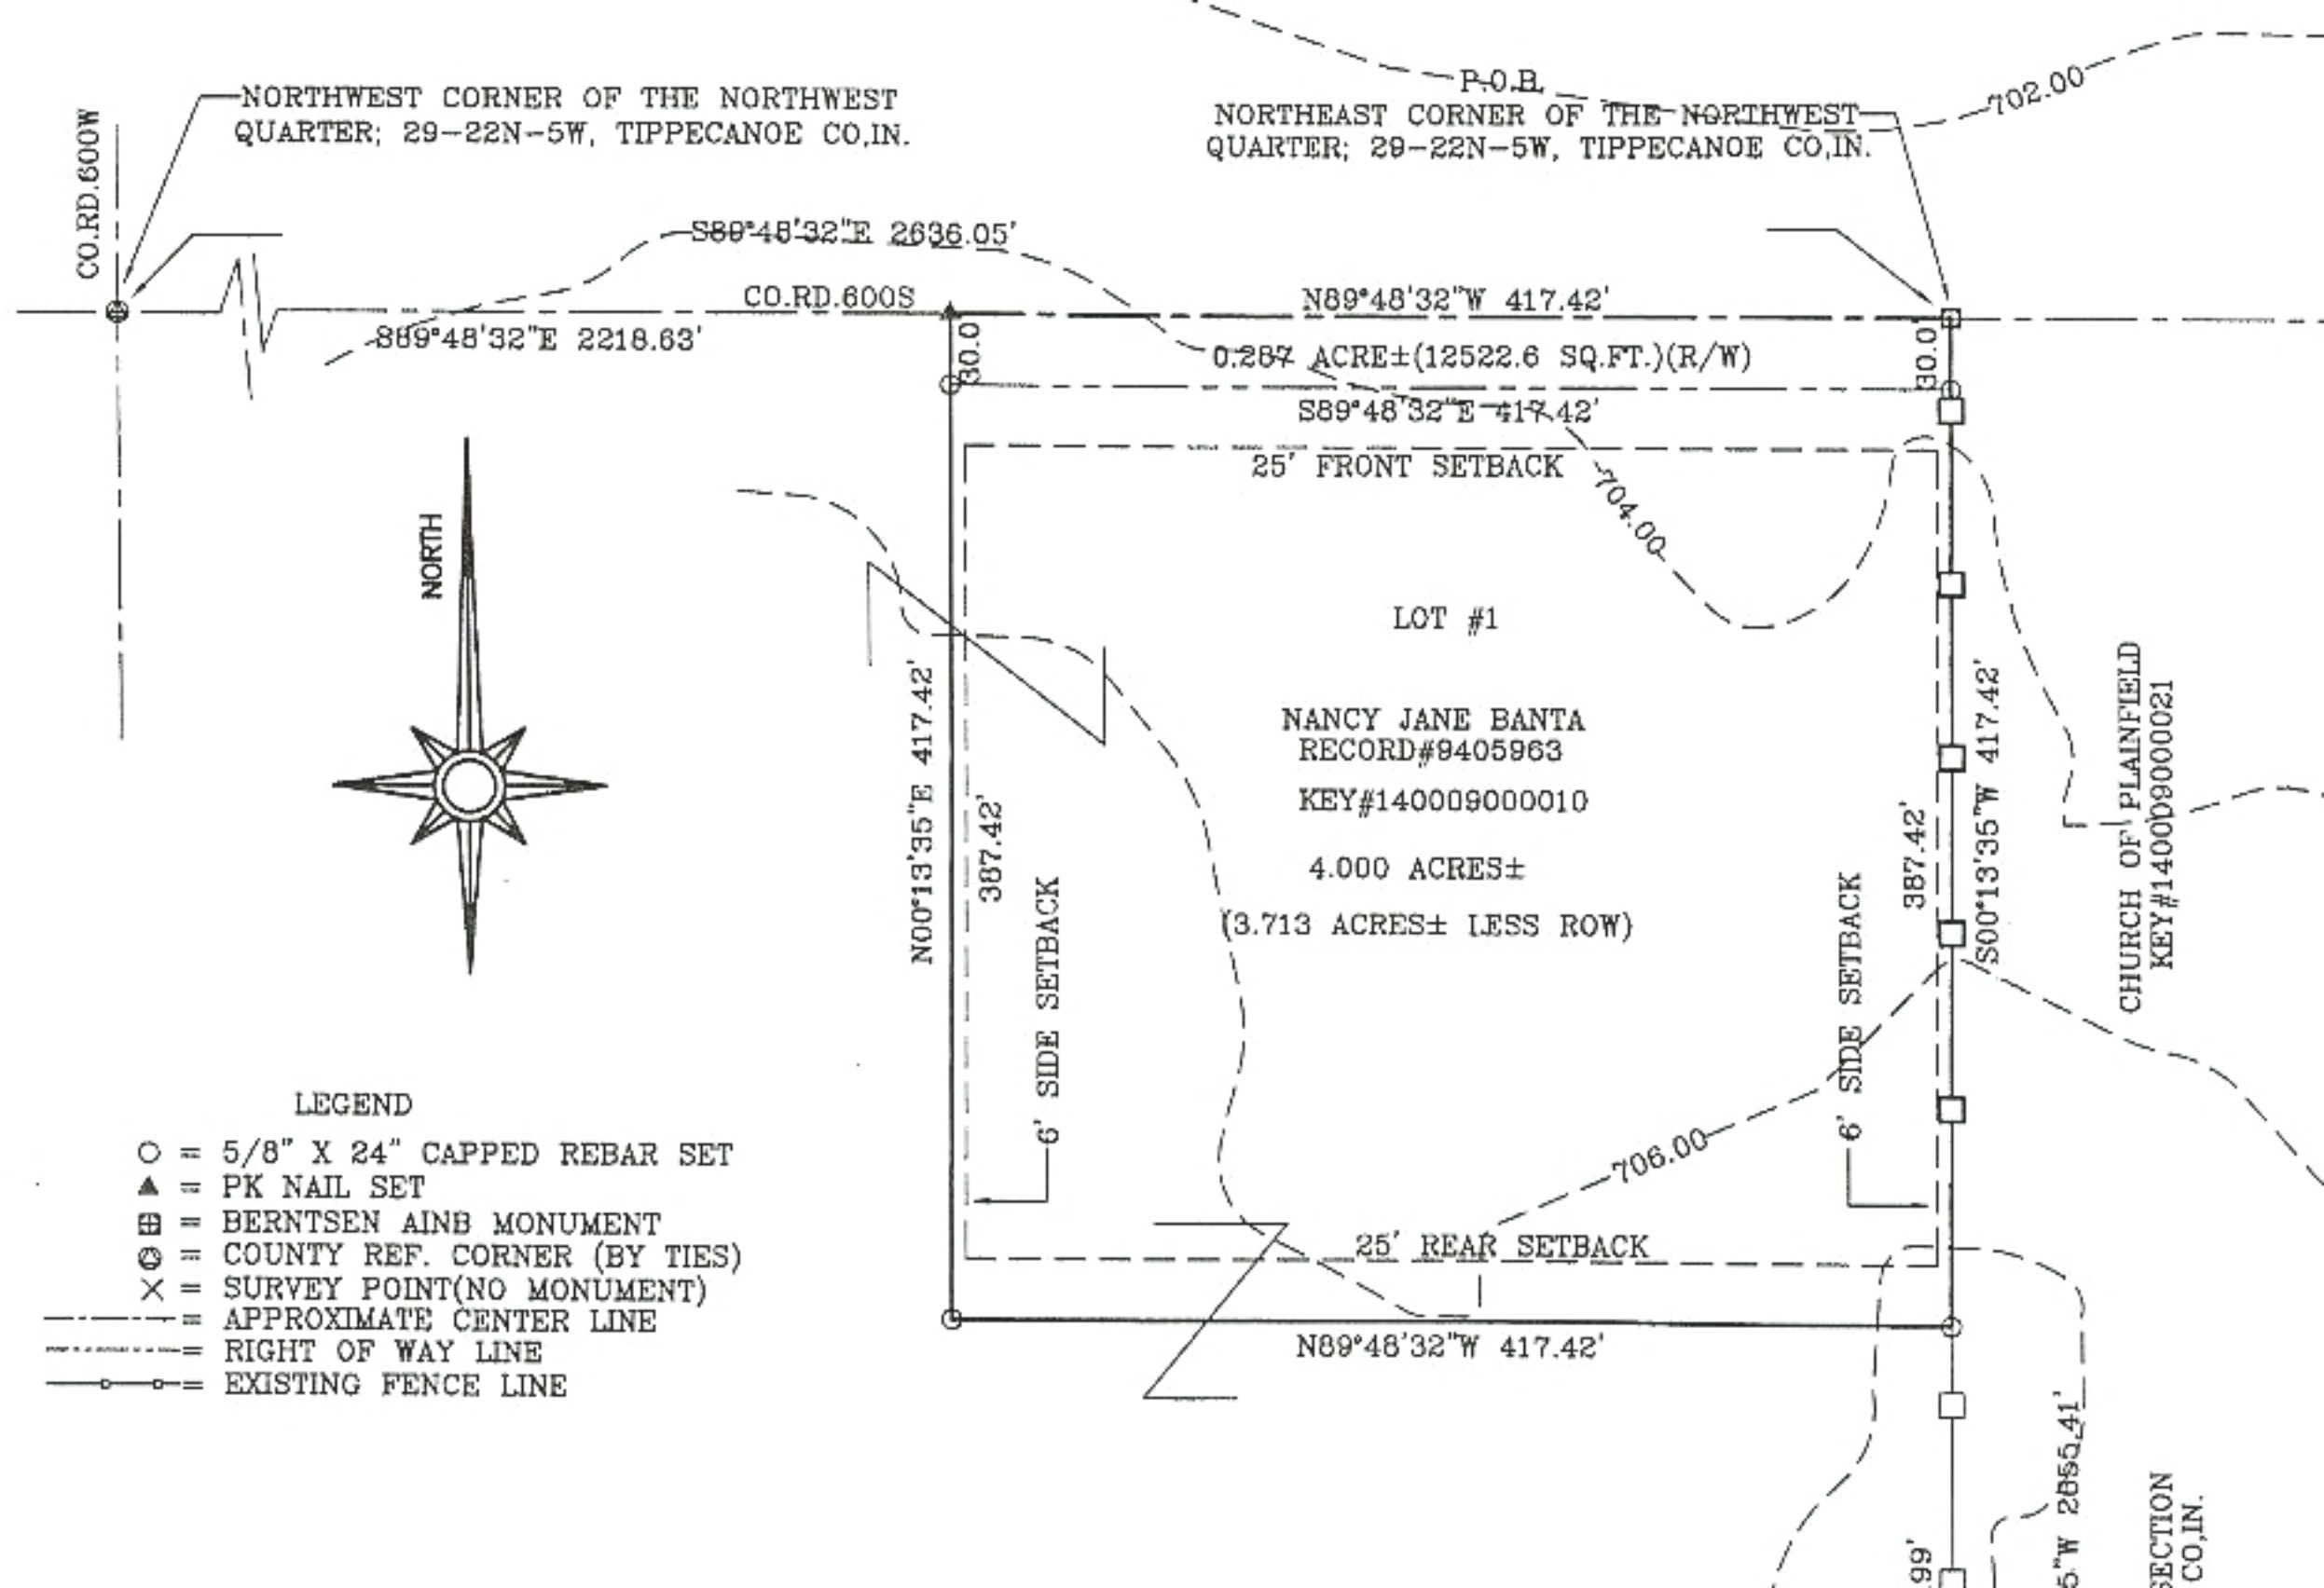 P.O.B.
702.00
NORTHWEST CORNER OF THE NORTHWEST
QUARTER; 29-22N-5W, TIPPECANOE CO,IN.
NORTHEAST CORNER OF THE NORTHWEST
QUARTER; 29-22N-5W, TIPPECANOE CO,IN.
CO.RD.600W
S89°48'32"E 2636.05'
CO.RD.600S
N89°48'32"W 417.42'
S89°48'32"E 2218.63'
30.0
0.287 ACRE±(12522.6 SQ.FT.)(R/W)
30.0'
S89°48'32"E 417.42'
25' FRONT SETBACK
704.00
NORTH
LOT #1
NANCY JANE BANTA
RECORD#9405963
KEY#140009000010
4.000 ACRES±
(3.713 ACRES± LESS ROW)
N00°13'35"E 417.42'
387.42'
6' SIDE SETBACK
6' SIDE SETBACK
387.42'
S00°13'35"W 417.42'
CHURCH OF PLAINFIELD
KEY#140009000021
706.00
25' REAR SETBACK
N89°48'32"W 417.42'
LEGEND
○ = 5/8" X 24" CAPPED REBAR SET
▲ = PK NAIL SET
= BERNTSEN AINB MONUMENT
= COUNTY REF. CORNER (BY TIES)
× = SURVEY POINT(NO MONUMENT)
= APPROXIMATE CENTER LINE
= RIGHT OF WAY LINE
= EXISTING FENCE LINE
.99'
5"W
SECTION
CO,IN.